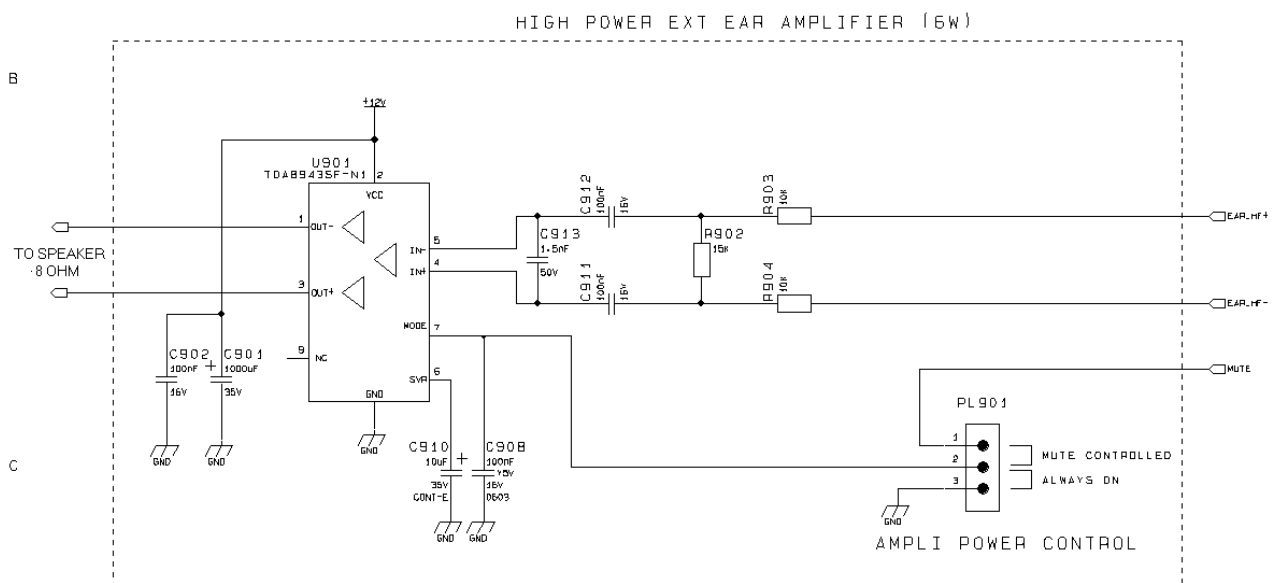 HIGH POWER EXT EAR AMPLIFIER (6W)
B
+12V
U901
TDA8943SF-N1
2
VCC
1
OUT-
TO SPEAKER
8 OHM
3
OUT+
5
IN-
4
IN+
MODE
7
9
NC
SVR
6
GND
GND
C902
100nF
16V
GND
+
C901
1000uF
35V
GND
C912
100nF
16V
C913
1.5nF
50V
C911
100nF
16V
R902
15K
R903
10K
R904
10K
EAR_HF+
EAR_HF-
MUTE
C
C910
10uF
+
35V
CONT-E
GND
C908
100nF
Y5V
16V
0603
GND
PL901
1
2
3
MUTE CONTROLLED
ALWAYS ON
GND
AMPLI POWER CONTROL